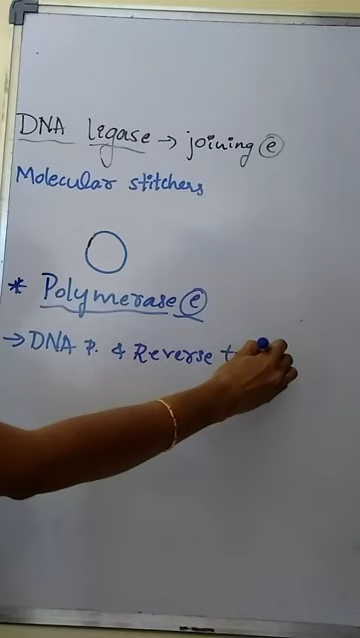 DNA ligase → joining ⓔ
Molecular stitchers
* Polymerase ⓔ
→ DNA P. & Reverse t